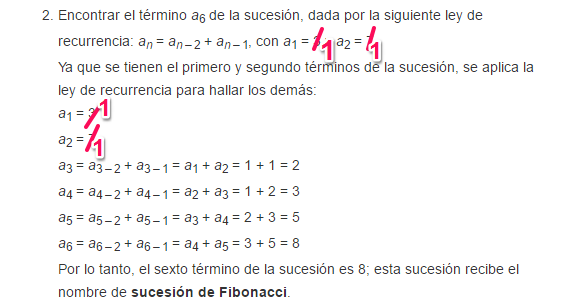 2. Encontrar el término a6 de la sucesión, dada por la siguiente ley de
recurrencia: an = an – 2 + an – 1, con a1 = 1 a2 = 1
Ya que se tienen el primero y segundo términos de la sucesión, se aplica la
ley de recurrencia para hallar los demás:
a1 = 1
a2 = 1
a3 = a3 – 2 + a3 – 1 = a1 + a2 = 1 + 1 = 2
a4 = a4 – 2 + a4 – 1 = a2 + a3 = 1 + 2 = 3
a5 = a5 – 2 + a5 – 1 = a3 + a4 = 2 + 3 = 5
a6 = a6 – 2 + a6 – 1 = a4 + a5 = 3 + 5 = 8
Por lo tanto, el sexto término de la sucesión es 8; esta sucesión recibe el
nombre de sucesión de Fibonacci.